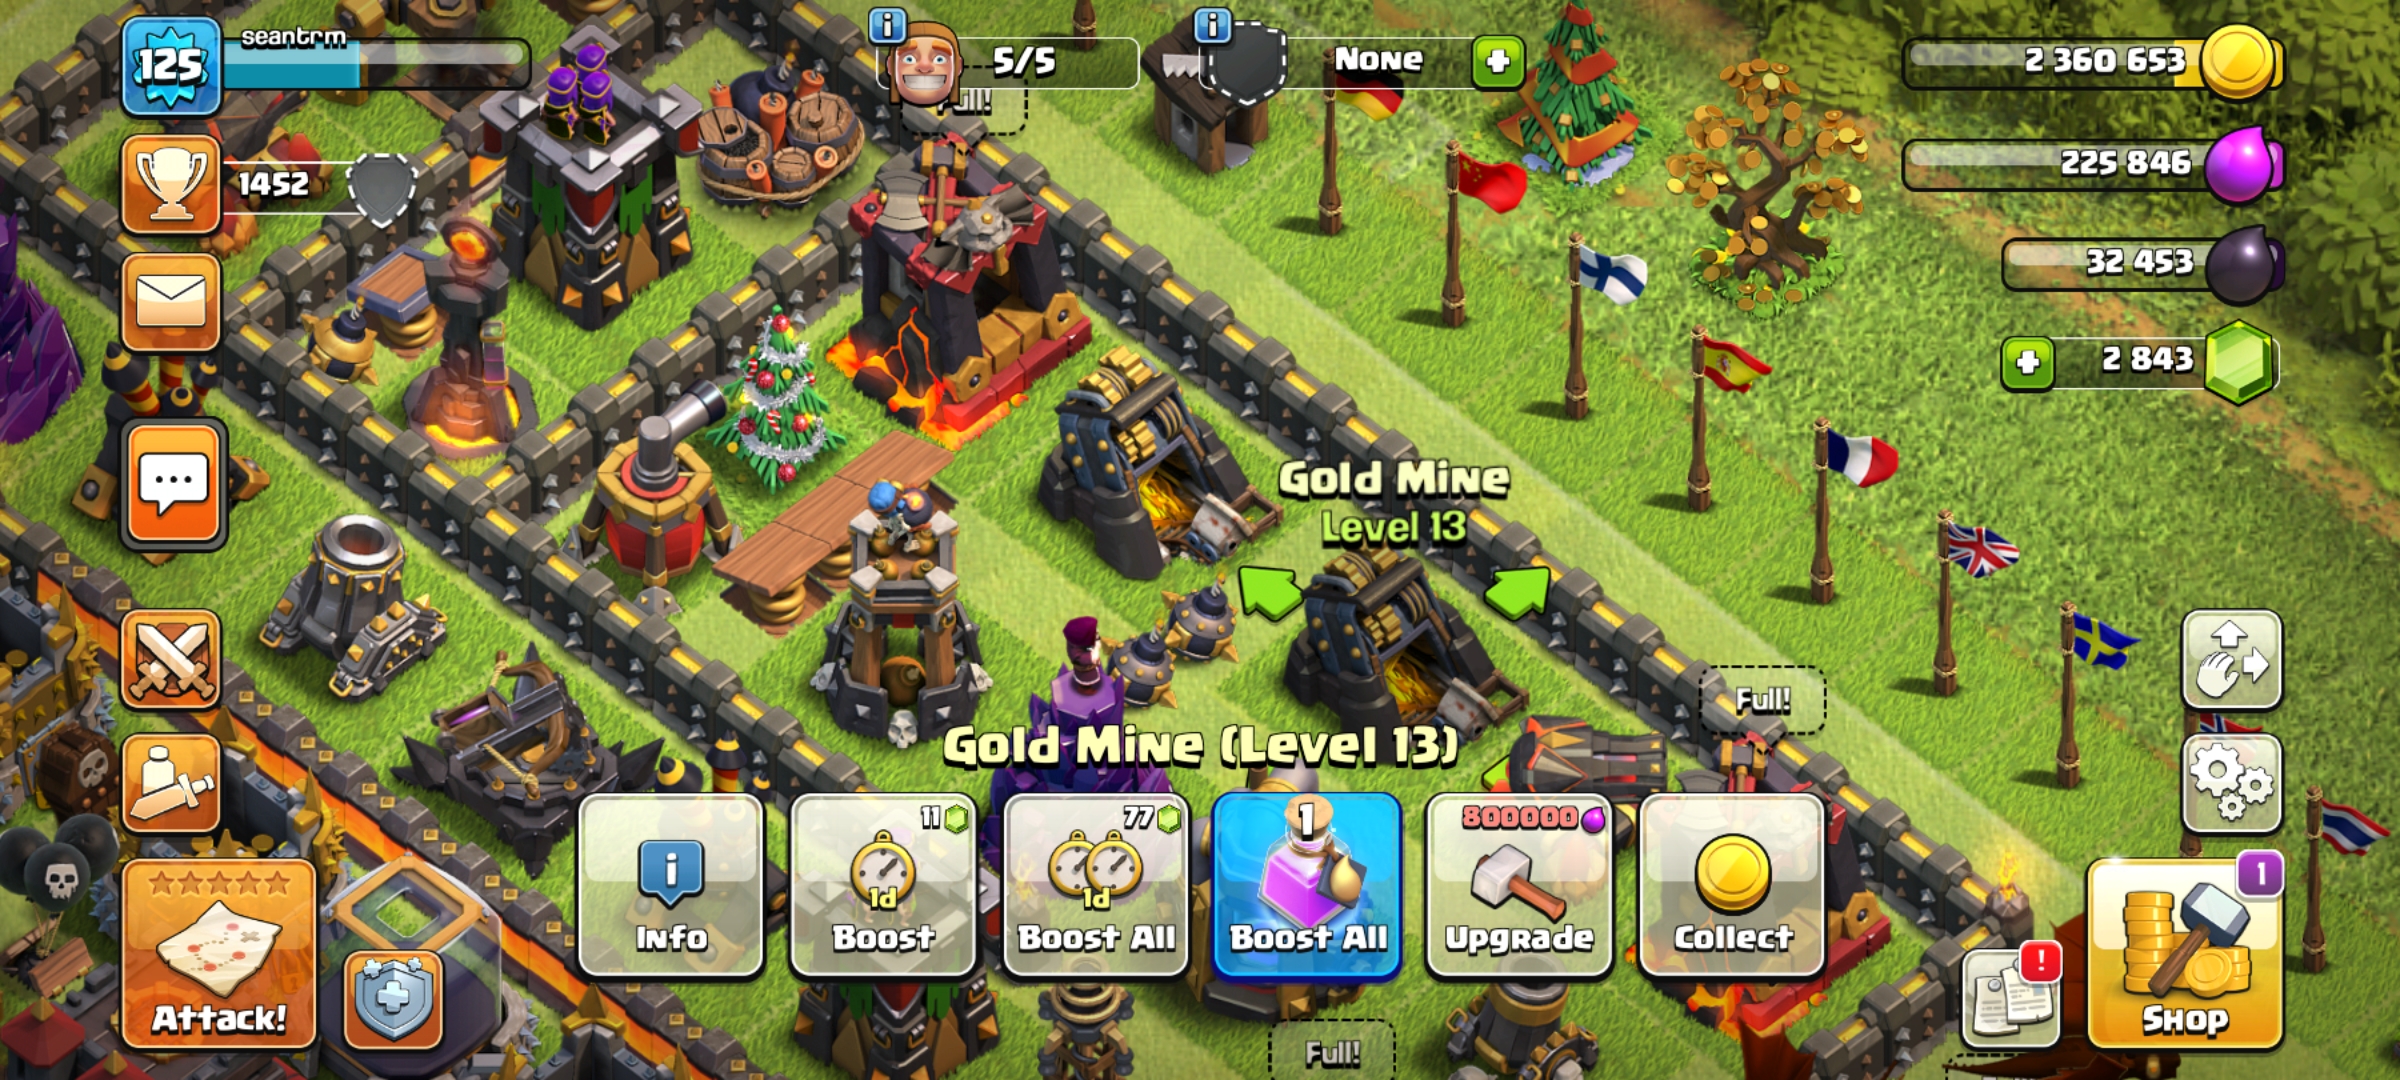 125
seantrm
i
5/5
i
None
2 360 653
Full!
225 846
1452
32 453
2 843
Gold Mine
Level 13
Full!
Gold Mine (Level 13)
i
Info
11
1d
Boost
77
1d
Boost All
1
Boost All
800000
Upgrade
Collect
1
!
Attack!
Shop
Full!